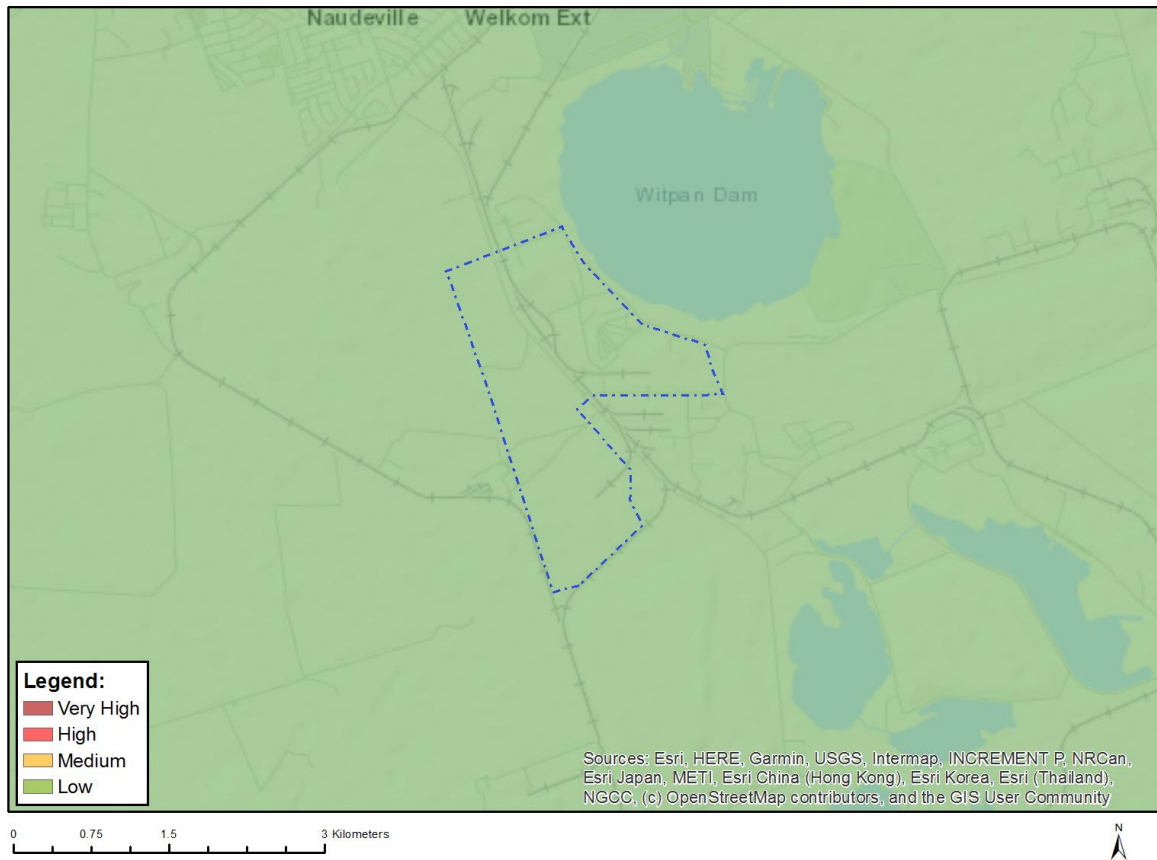 Naudeville Welkom Ext
Witpan Dam
Legend:
Very High
High
Medium
Low
Sources: Esri, HERE, Garmin, USGS, Intermap, INCREMENT P, NRCan,
Esri Japan, METI, Esri China (Hong Kong), Esri Korea, Esri (Thailand),
NGCC, (c) OpenStreetMap contributors, and the GIS User Community
0 0.75 1.5 3 Kilometers
N